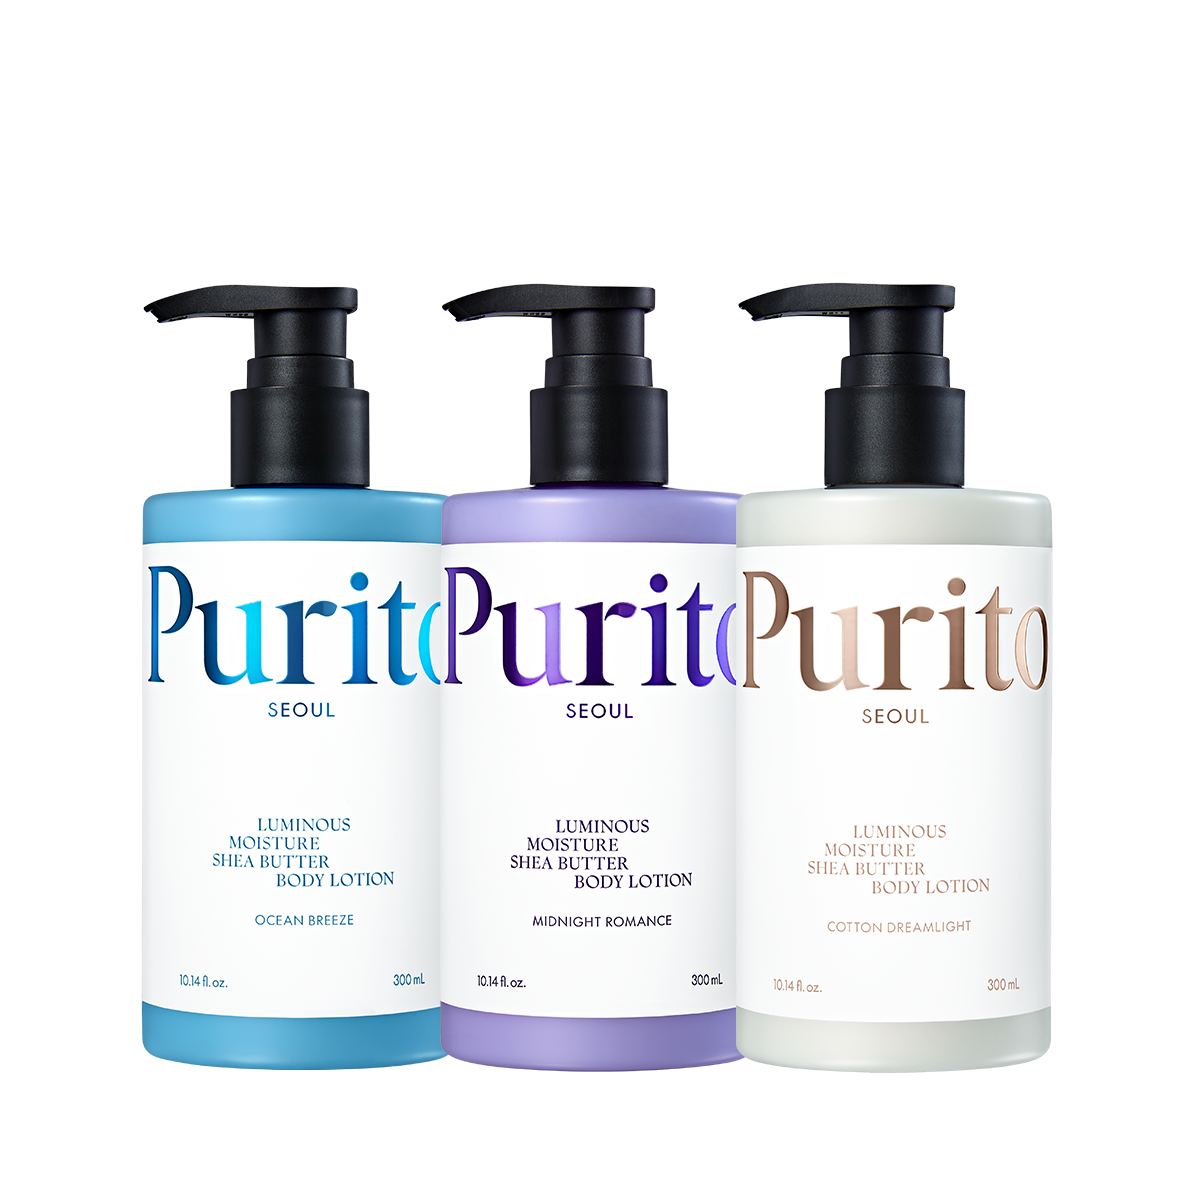 Purito
SEOUL
LUMINOUS
MOISTURE
SHEA BUTTER
BODY LOTION
OCEAN BREEZE
10.14 fl. oz. 300 mL
Purito
SEOUL
LUMINOUS
MOISTURE
SHEA BUTTER
BODY LOTION
MIDNIGHT ROMANCE
10.14 fl. oz. 300 mL
Purito
SEOUL
LUMINOUS
MOISTURE
SHEA BUTTER
BODY LOTION
COTTON DREAMLIGHT
10.14 fl. oz. 300 mL